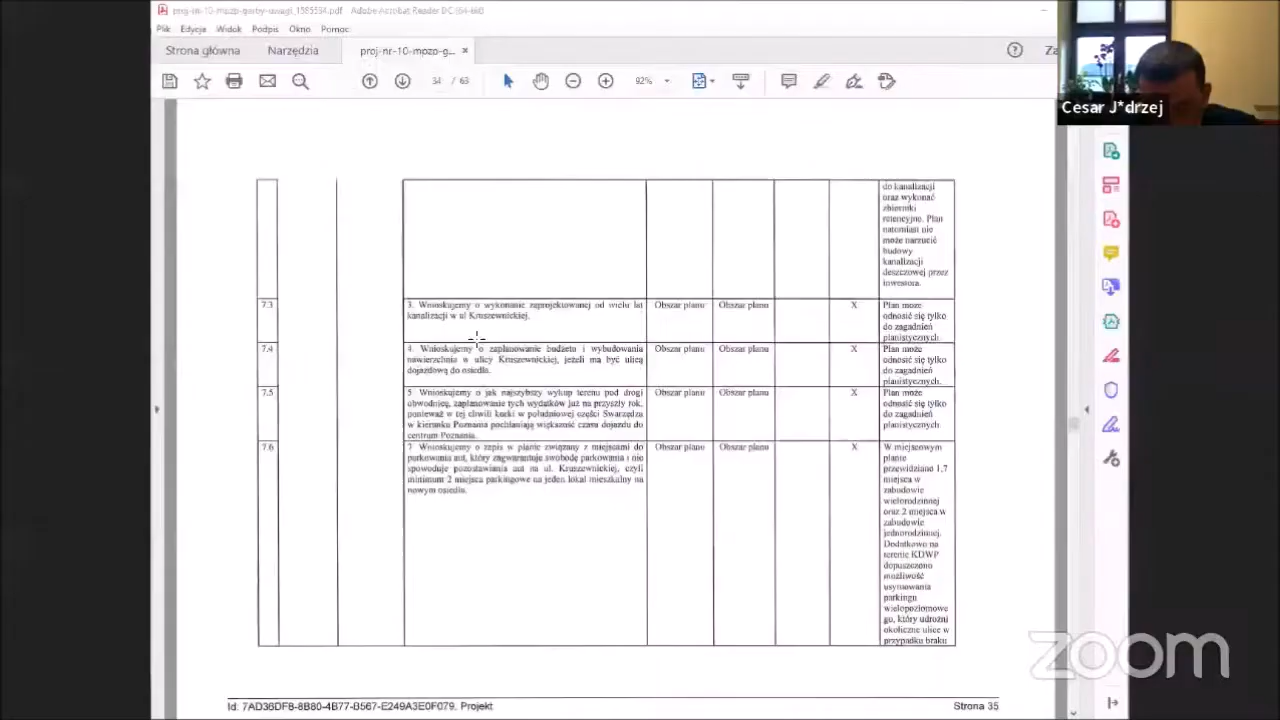 proj-nr-10-mpzp-gorby-uwagi_1585534.pdf - Adobe Acrobat Reader DC (64-bit)
Plik Edycja Widok Podpis Okno Pomoc
Strona główna Narzędzia proj-nr-10-mpzp-g... × Za
34 / 63 92%
Cesar J*drzej
do kanalizacji
oraz wykonać
zbiorniki
retencyjne. Plan
natomiast nie
może narzucić
budowy
kanalizacji
deszczowej przez
inwestora.
7.3 3. Wnioskujemy o wykonanie zaprojektowanej od wielu lat
kanalizacji w ul Kruszewnickiej.
Obszar planu Obszar planu X
Plan może
odnosić się tylko
do zagadnień
planistycznych.
7.4 4. Wnioskujemy o zaplanowanie budżetu i wybudowania
nawierzchnia w ulicy Kruszewnickiej, jeżeli ma być ulicą
dojazdową do osiedla.
Obszar planu Obszar planu X
Plan może
odnosić się tylko
do zagadnień
planistycznych.
7.5 5 Wnioskujemy o jak najszybszy wykup terenu pod drogi
obwodnicę, zaplanowanie tych wydatków już na przyszły rok,
ponieważ w tej chwili korki w południowej części Swarzędza
w kierunku Poznania pochłaniają większość czasu dojazdu do
centrum Poznania.
Obszar planu Obszar planu X
Plan może
odnosić się tylko
do zagadnień
planistycznych
7.6 7 Wnioskujemy o zapis w planie związany z miejscami do
parkowania aut, który zagwarantuje swobodę parkowania i nie
spowoduje pozostawiania aut na ul. Kruszewnickiej, czyli
minimum 2 miejsca parkingowe na jeden lokal mieszkalny na
nowym osiedlu.
Obszar planu Obszar planu X
W miejscowym
planie
przewidziano 1,7
miejsca w
zabudowie
wielorodzinnej
oraz 2 miejsca w
zabudowie
jednorodzinnej.
Dodatkowo na
terenie KDWP
dopuszczono
możliwość
usytuowania
parkingu
wielopoziomowe
go, który udrożni
okoliczne ulice w
przypadku braku
zoom
Id: 7AD36DF6-8B80-4B77-B567-E249A3E0F079. Projekt Strona 35